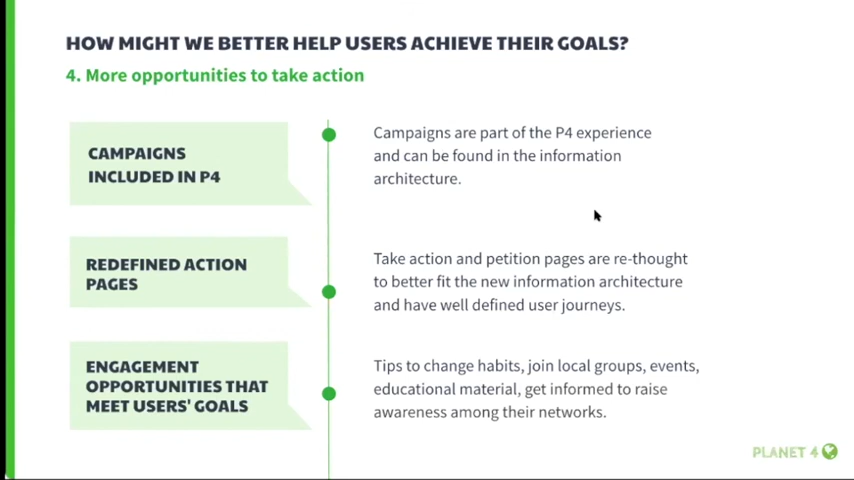 HOW MIGHT WE BETTER HELP USERS ACHIEVE THEIR GOALS?
4. More opportunities to take action
CAMPAIGNS
INCLUDED IN P4
Campaigns are part of the P4 experience
and can be found in the information
architecture.
REDEFINED ACTION
PAGES
Take action and petition pages are re-thought
to better fit the new information architecture
and have well defined user journeys.
ENGAGEMENT
OPPORTUNITIES THAT
MEET USERS' GOALS
Tips to change habits, join local groups, events,
educational material, get informed to raise
awareness among their networks.
PLANET 4